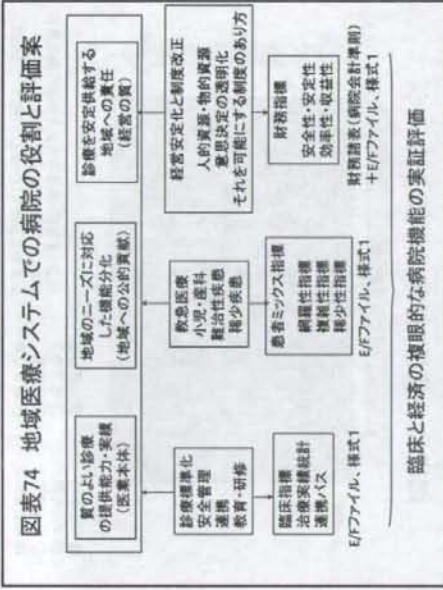 図表74 地域医療システムでの病院の役割と評価案
質のよい診療
の提供能力・実績
(医業本体)
地域のニーズに対応
した機能分化
(地域への公的貢献)
診療を安定供給する
地域への責任
(経営の質)
診療標準化
安全管理
連携
教育・研修
救急医療
小児・産科
難治性疾患
稀少疾患
経営安定化と制度改正
人的資源・物的資源
意思決定の透明化
それを可能にする制度のあり方
臨床指標
治療実績統計
連携パス
患者ミックス指標
網羅性指標
複雑性指標
稀少性指標
財務指標
安全性・安定性
効率性・収益性
E/Fファイル、様式1
E/Fファイル、様式1
財務諸表(病院会計準則)
+E/Fファイル、様式1
臨床と経済の複眼的な病院機能の実証評価